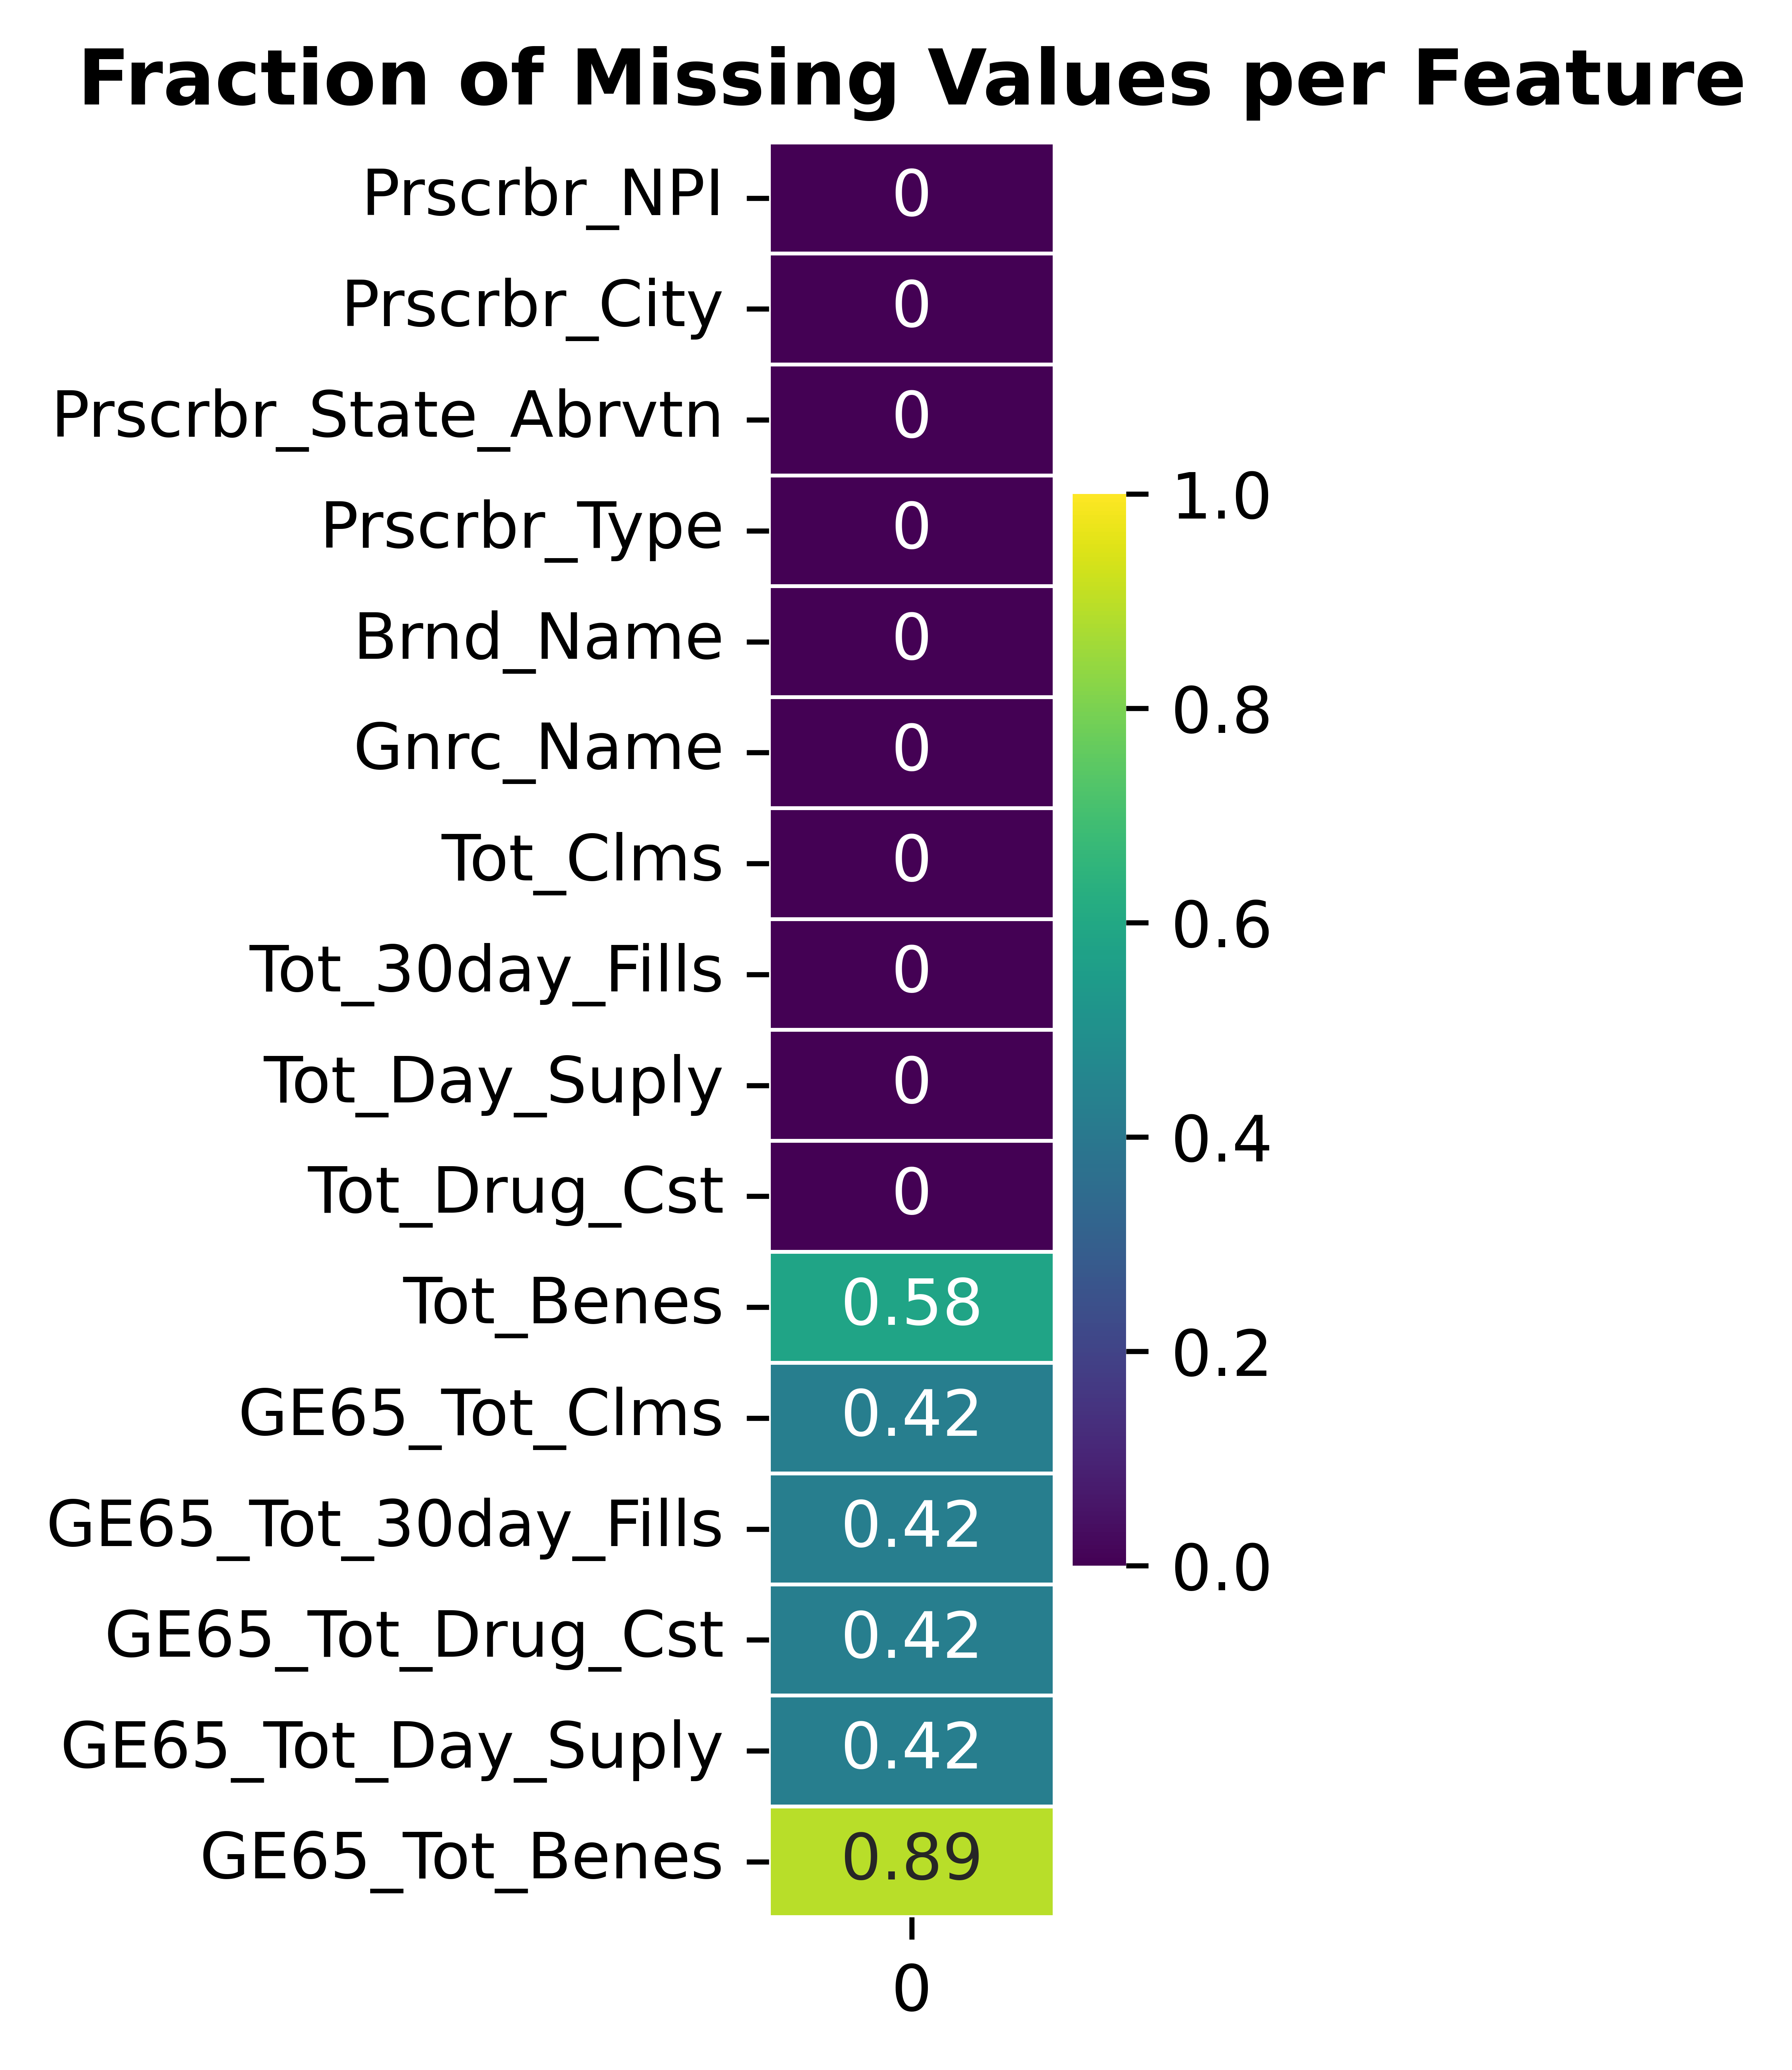 Fraction of Missing Values per Feature
Prscrbr_NPI 0
Prscrbr_City 0
Prscrbr_State_Abrvtn 0
Prscrbr_Type 0
Brnd_Name 0
Gnrc_Name 0
Tot_Clms 0
Tot_30day_Fills 0
Tot_Day_Suply 0
Tot_Drug_Cst 0
Tot_Benes 0.58
GE65_Tot_Clms 0.42
GE65_Tot_30day_Fills 0.42
GE65_Tot_Drug_Cst 0.42
GE65_Tot_Day_Suply 0.42
GE65_Tot_Benes 0.89
0
1.0
0.8
0.6
0.4
0.2
0.0